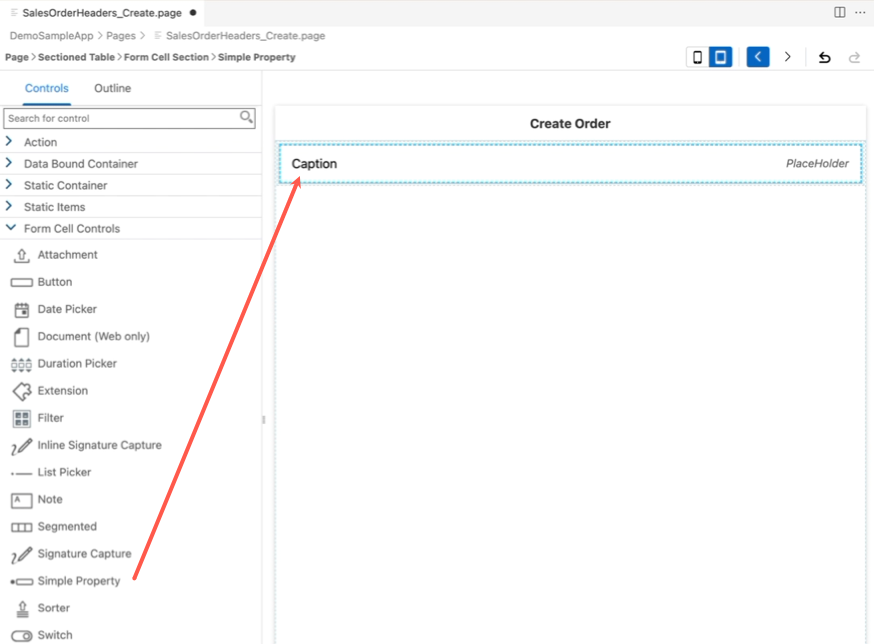 SalesOrderHeaders_Create.page
DemoSampleApp > Pages > SalesOrderHeaders_Create.page
Page > Sectioned Table > Form Cell Section > Simple Property
Controls
Outline
Search for control
Action
Data Bound Container
Static Container
Static Items
Form Cell Controls
Attachment
Button
Date Picker
Document (Web only)
Duration Picker
Extension
Filter
Inline Signature Capture
List Picker
Note
Segmented
Signature Capture
Simple Property
Sorter
Switch
Create Order
Caption
PlaceHolder